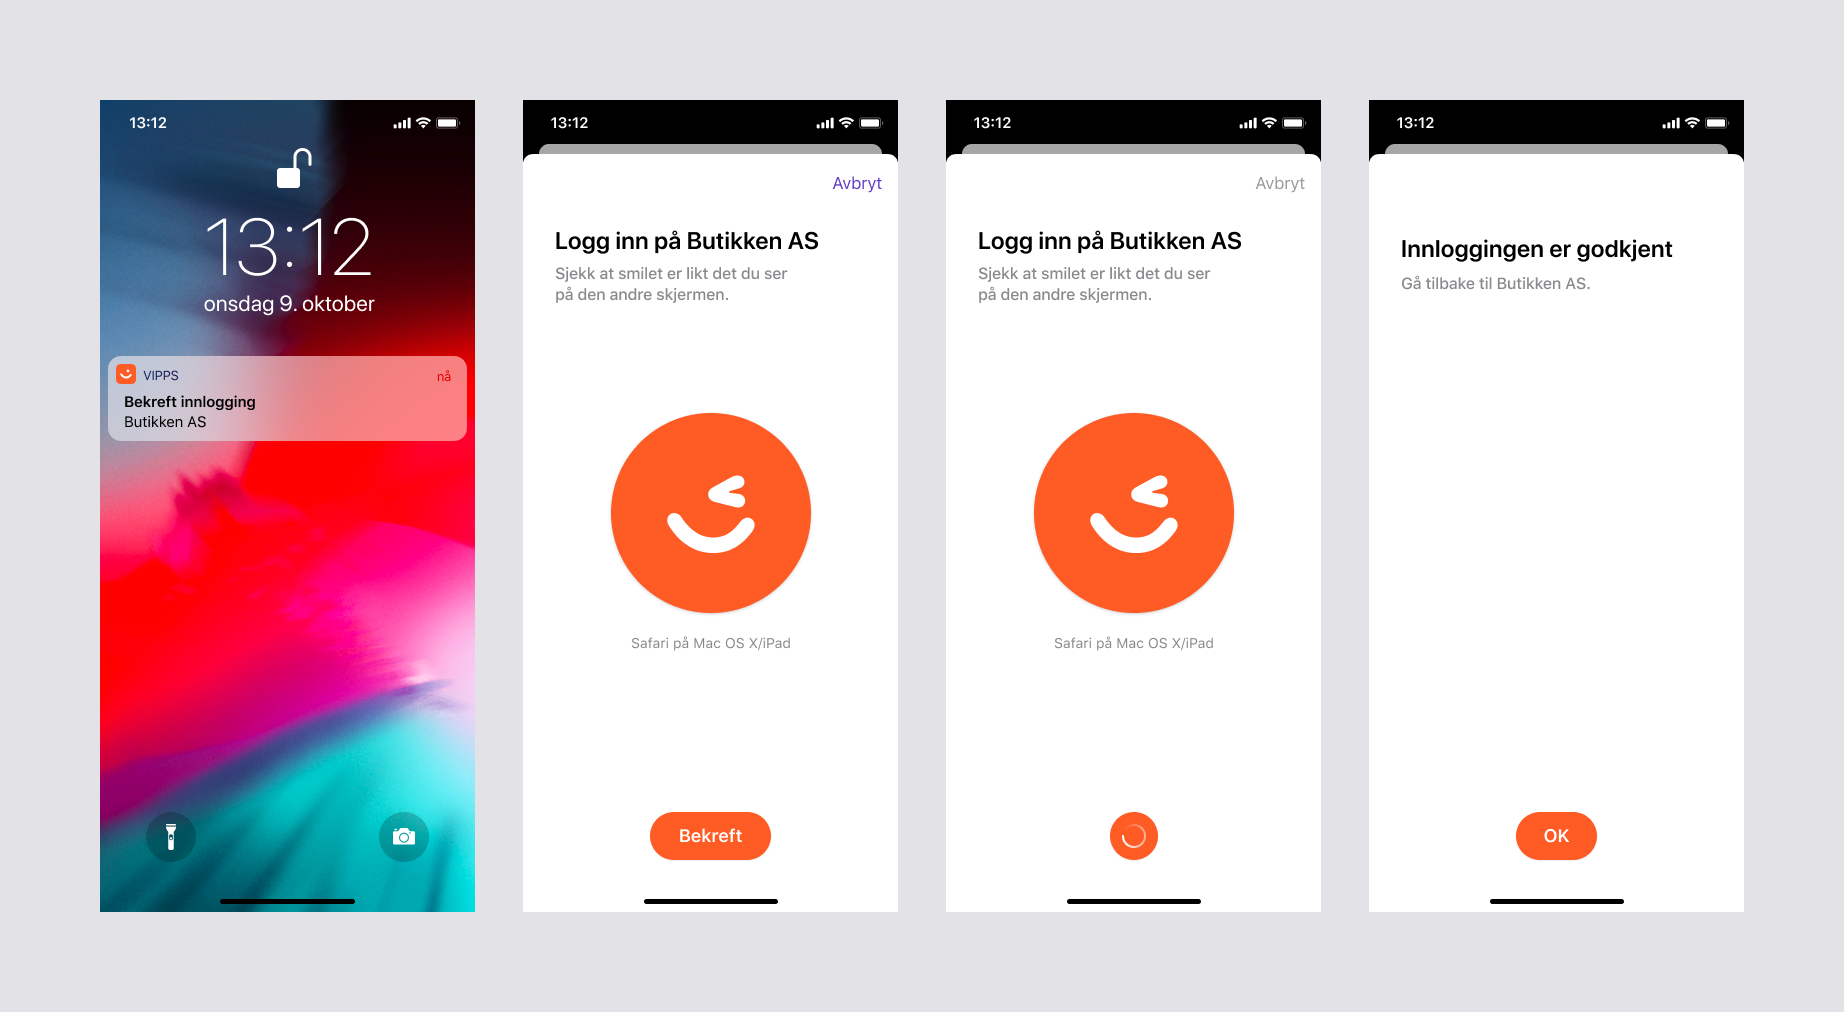 13:12
13:12
onsdag 9. oktober
VIPPS
nå
Bekreft innlogging
Butikken AS
13:12
Avbryt
Logg inn på Butikken AS
Sjekk at smilet er likt det du ser
på den andre skjermen.
Safari på Mac OS X/iPad
Bekreft
13:12
Avbryt
Logg inn på Butikken AS
Sjekk at smilet er likt det du ser
på den andre skjermen.
Safari på Mac OS X/iPad
13:12
Innloggingen er godkjent
Gå tilbake til Butikken AS.
OK